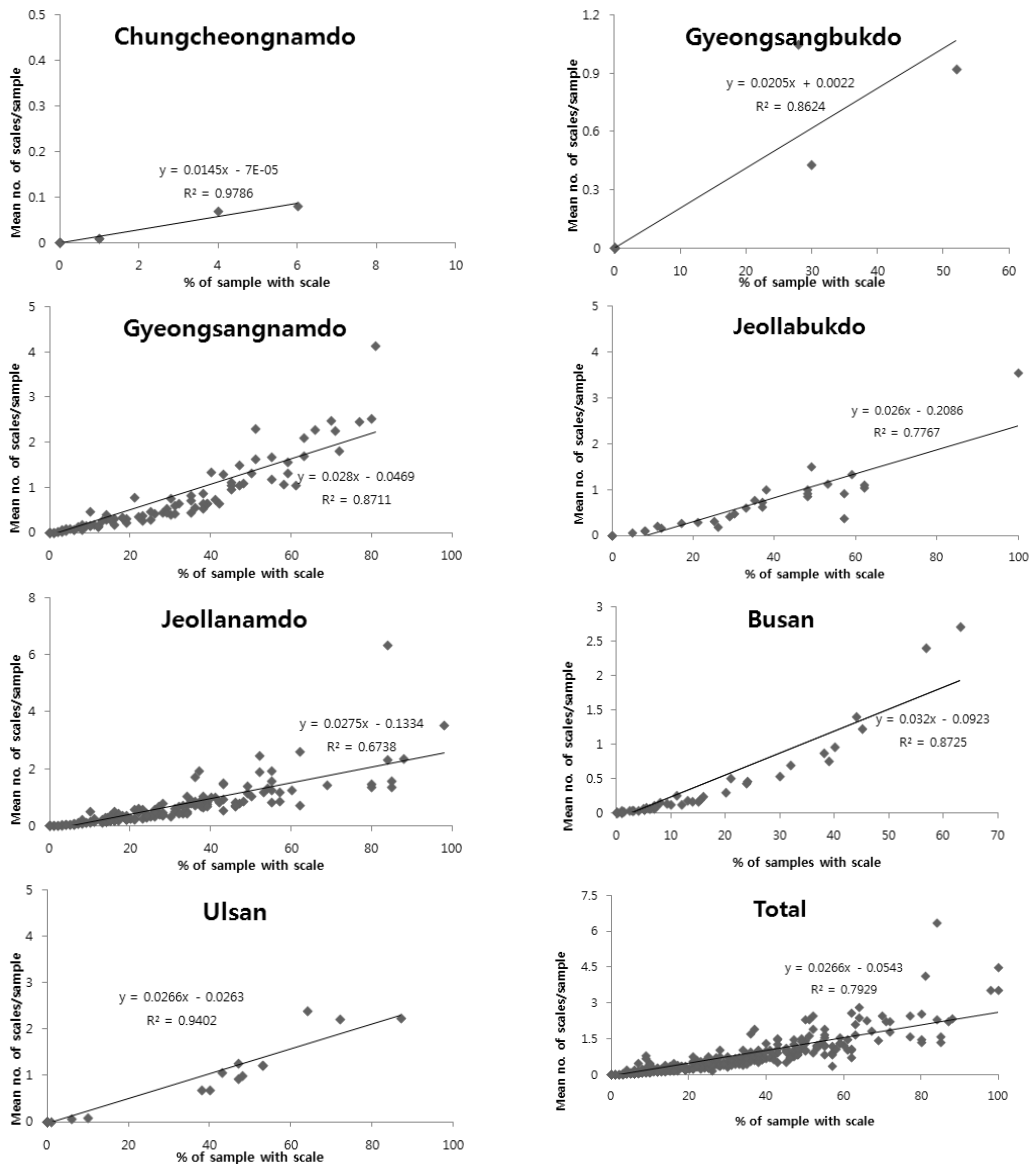 Chungcheongnamdo
Mean no. of scales/sample
0.5
0.4
0.3
0.2
0.1
0
y = 0.0145x - 7E-05
R² = 0.9786
0 2 4 6 8 10
% of sample with scale
Gyeongsangbukdo
Mean no. of scales/sample
1.2
0.9
0.6
0.3
0
y = 0.0205x + 0.0022
R² = 0.8624
0 10 20 30 40 50 60
% of sample with scale
Gyeongsangnamdo
Mean no. of scales/sample
5
4
3
2
1
0
y = 0.028x - 0.0469
R² = 0.8711
0 20 40 60 80 100
% of sample with scale
Jeollabukdo
Mean no. of scales/sample
5
4
3
2
1
0
y = 0.026x - 0.2086
R² = 0.7767
0 20 40 60 80 100
% of sample with scale
Jeollanamdo
Mean no. of scales/sample
8
6
4
2
0
y = 0.0275x - 0.1334
R² = 0.6738
0 20 40 60 80 100
% of sample with scale
Busan
Mean no. of scales/sample
3
2.5
2
1.5
1
0.5
0
y = 0.032x - 0.0923
R² = 0.8725
0 10 20 30 40 50 60 70
% of samples with scale
Ulsan
Mean no. of scales/sample
5
4
3
2
1
0
y = 0.0266x - 0.0263
R² = 0.9402
0 20 40 60 80 100
% of sample with scale
Total
Mean no. of scales/sample
7.5
6
4.5
3
1.5
0
y = 0.0266x - 0.0543
R² = 0.7929
0 20 40 60 80 100
% of sample with scale